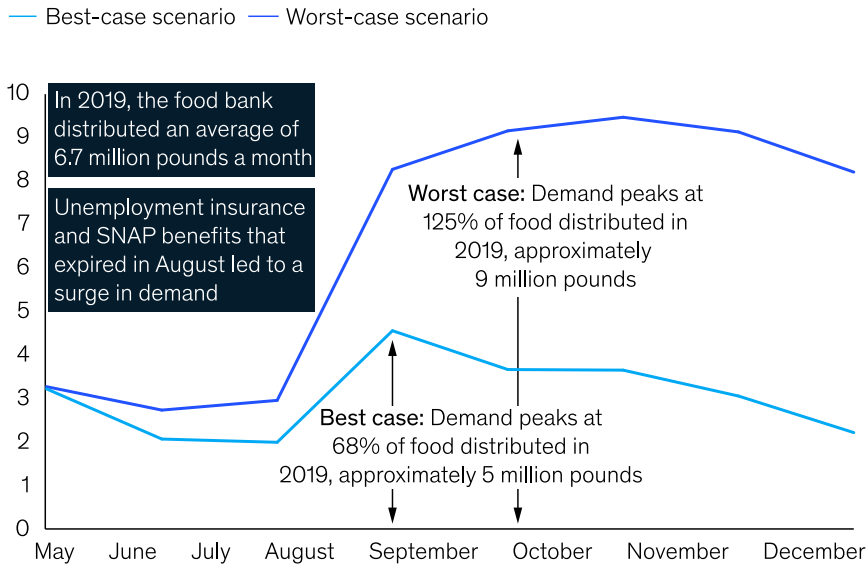 Best-case scenario Worst-case scenario
10
9
8
7
6
5
4
3
2
1
0
In 2019, the food bank
distributed an average of
6.7 million pounds a month
Unemployment insurance
and SNAP benefits that
expired in August led to a
surge in demand
Worst case: Demand peaks at
125% of food distributed in
2019, approximately
9 million pounds
Best case: Demand peaks at
68% of food distributed in
2019, approximately 5 million pounds
May June July August September October November December